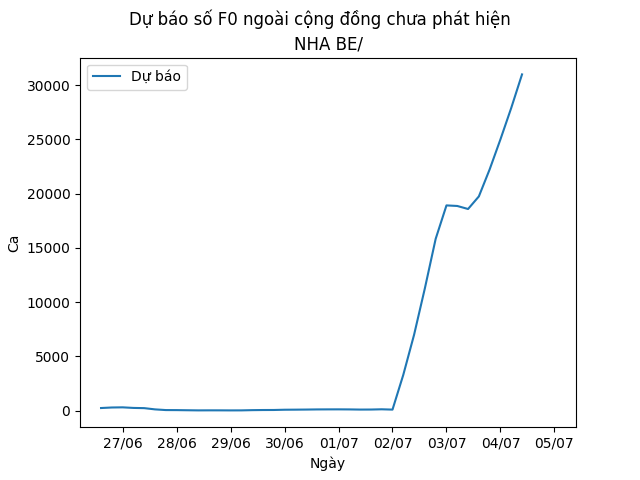 Dự báo số F0 ngoài cộng đồng chưa phát hiện
NHA BE/
Dự báo
30000
25000
20000
15000
10000
5000
0
Ca
27/06 28/06 29/06 30/06 01/07 02/07 03/07 04/07 05/07
Ngày